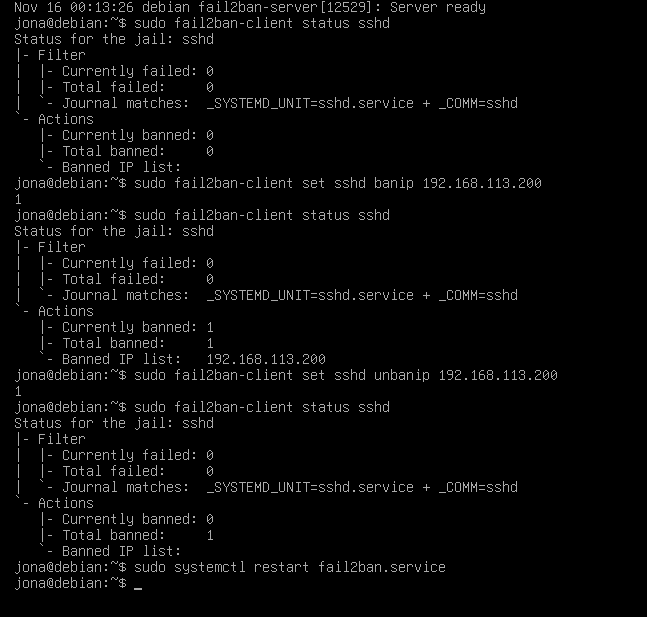 Nov 16 00:13:26 debian fail2ban-server[12529]: Server ready
jona@debian:~$ sudo fail2ban-client status sshd
Status for the jail: sshd
|- Filter
|  |- Currently failed: 0
|  |- Total failed:     0
|  `- Journal matches:  _SYSTEMD_UNIT=sshd.service + _COMM=sshd
`- Actions
   |- Currently banned: 0
   |- Total banned:     0
   `- Banned IP list:
jona@debian:~$ sudo fail2ban-client set sshd banip 192.168.113.200
1
jona@debian:~$ sudo fail2ban-client status sshd
Status for the jail: sshd
|- Filter
|  |- Currently failed: 0
|  |- Total failed:     0
|  `- Journal matches:  _SYSTEMD_UNIT=sshd.service + _COMM=sshd
`- Actions
   |- Currently banned: 1
   |- Total banned:     1
   `- Banned IP list:   192.168.113.200
jona@debian:~$ sudo fail2ban-client set sshd unbanip 192.168.113.200
1
jona@debian:~$ sudo fail2ban-client status sshd
Status for the jail: sshd
|- Filter
|  |- Currently failed: 0
|  |- Total failed:     0
|  `- Journal matches:  _SYSTEMD_UNIT=sshd.service + _COMM=sshd
`- Actions
   |- Currently banned: 0
   |- Total banned:     1
   `- Banned IP list:
jona@debian:~$ sudo systemctl restart fail2ban.service
jona@debian:~$ _